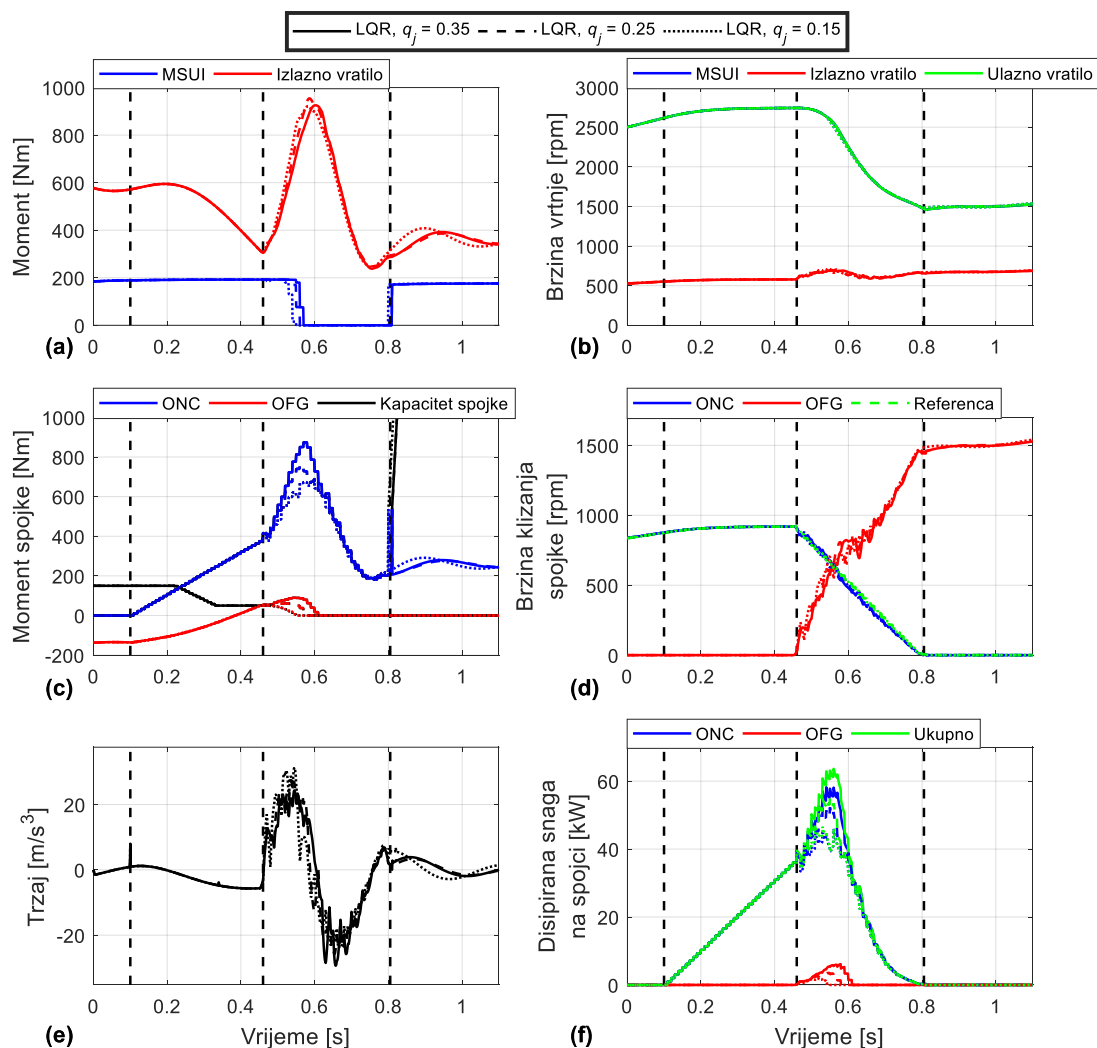 LQR, qj = 0.35 LQR, qj = 0.25 LQR, qj = 0.15
MSUI Izlazno vratilo
Moment [Nm]
1000
800
600
400
200
0
0 0.2 0.4 0.6 0.8 1
(a)
MSUI Izlazno vratilo Ulazno vratilo
Brzina vrtnje [rpm]
3000
2500
2000
1500
1000
500
0
0 0.2 0.4 0.6 0.8 1
(b)
ONC OFG Kapacitet spojke
Moment spojke [Nm]
1000
800
600
400
200
0
-200
0 0.2 0.4 0.6 0.8 1
(c)
ONC OFG Referenca
Brzina klizanja
spojke [rpm]
1500
1000
500
0
0 0.2 0.4 0.6 0.8 1
(d)
Trzaj [m/s³]
20
0
-20
0 0.2 0.4 0.6 0.8 1
(e)
Vrijeme [s]
ONC OFG Ukupno
Disipirana snaga
na spojci [kW]
60
40
20
0
0 0.2 0.4 0.6 0.8 1
(f)
Vrijeme [s]